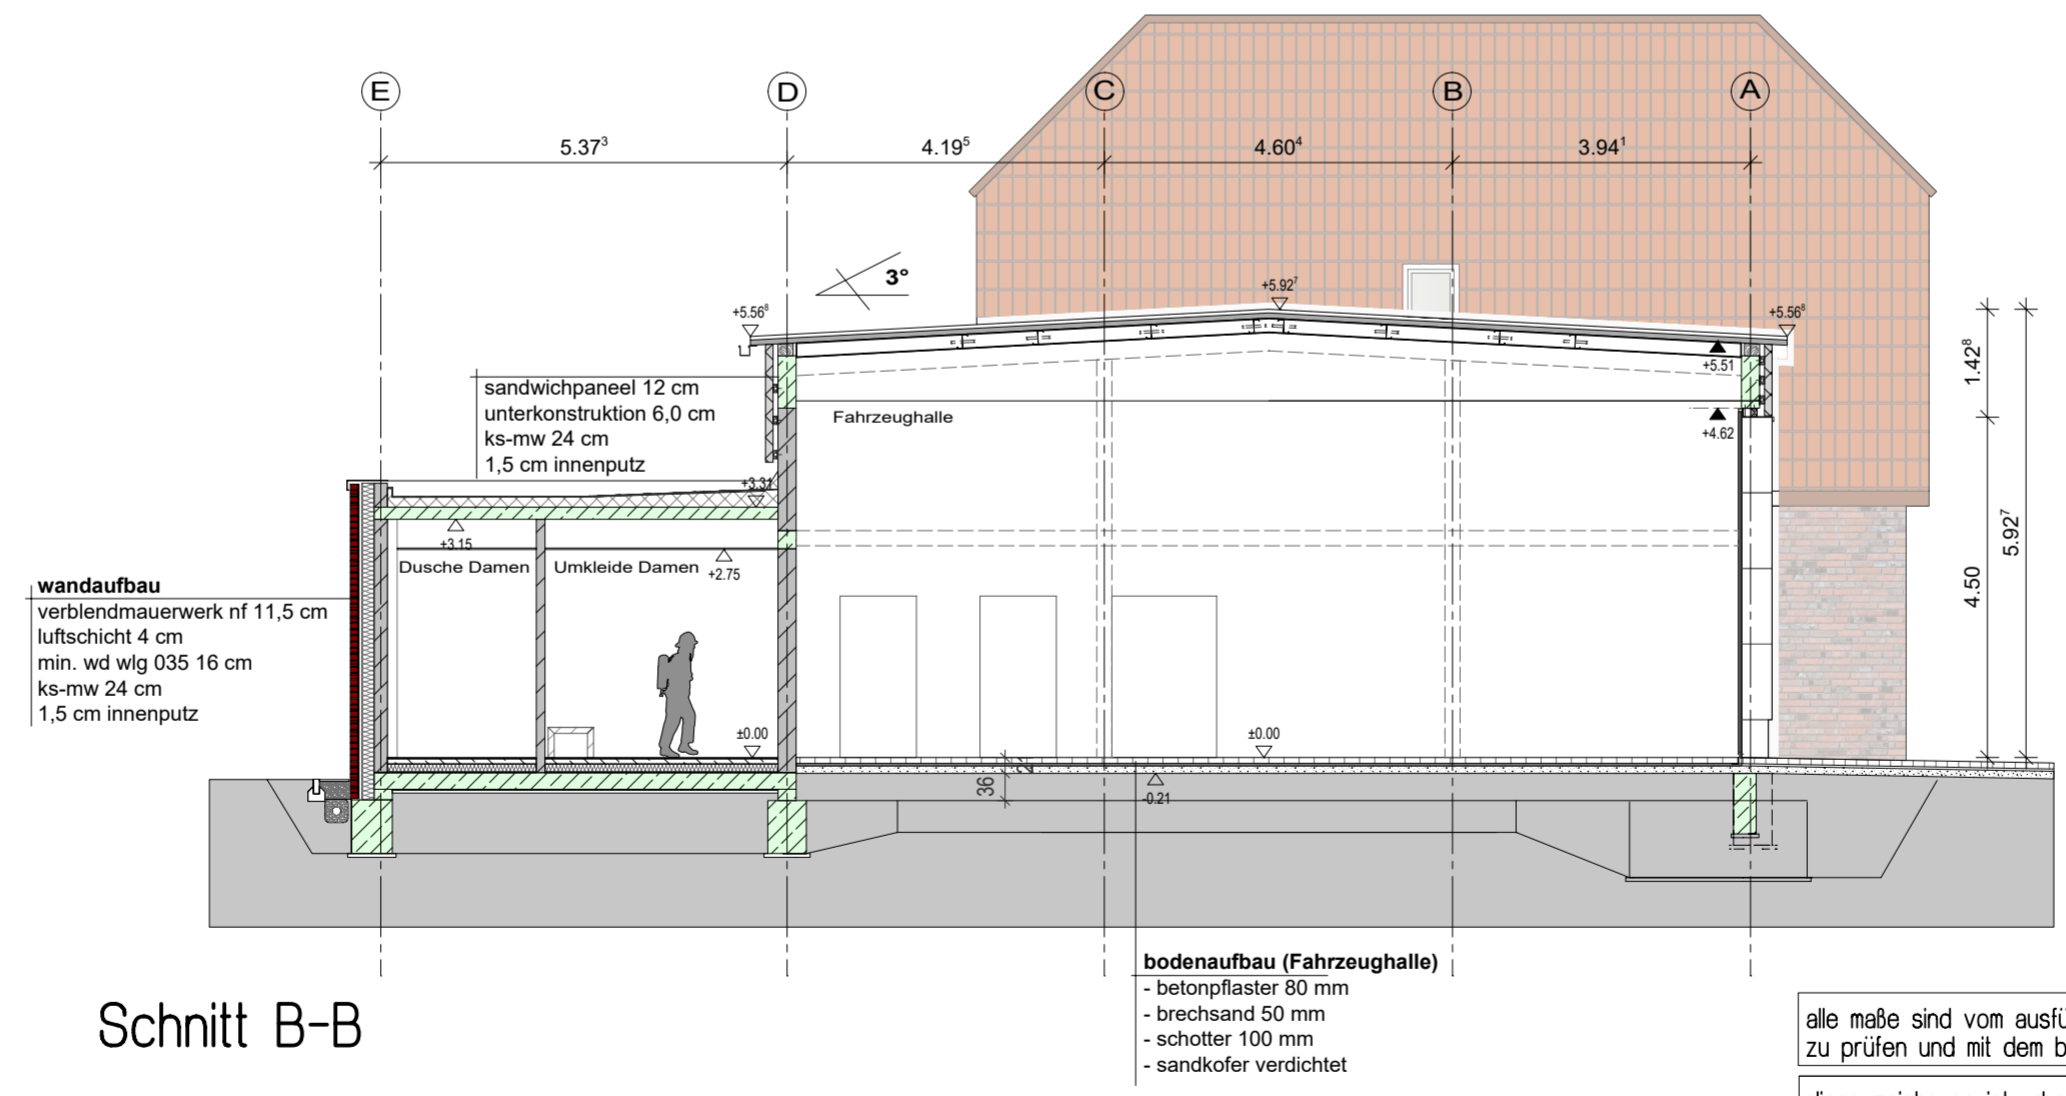 E
D
C
B
A
5.37³
4.19⁵
4.60⁴
3.94¹
3°
+5.92⁷
+5.56⁸
+5.56⁸
+5.51
1.42⁸
sandwichpaneel 12 cm
unterkonstruktion 6,0 cm
ks-mw 24 cm
1,5 cm innenputz
Fahrzeughalle
+4.62
+3.31
+3.15
Dusche Damen
Umkleide Damen
+2.75
5.92⁷
4.50
wandaufbau
verblendmauerwerk nf 11,5 cm
luftschicht 4 cm
min. wd wlg 035 16 cm
ks-mw 24 cm
1,5 cm innenputz
±0.00
±0.00
21
36
-0.21
bodenaufbau (Fahrzeughalle)
- betonpflaster 80 mm
- brechsand 50 mm
- schotter 100 mm
- sandkofer verdichtet
Schnitt B-B
alle maße sind vom ausfü
zu prüfen und mit dem b